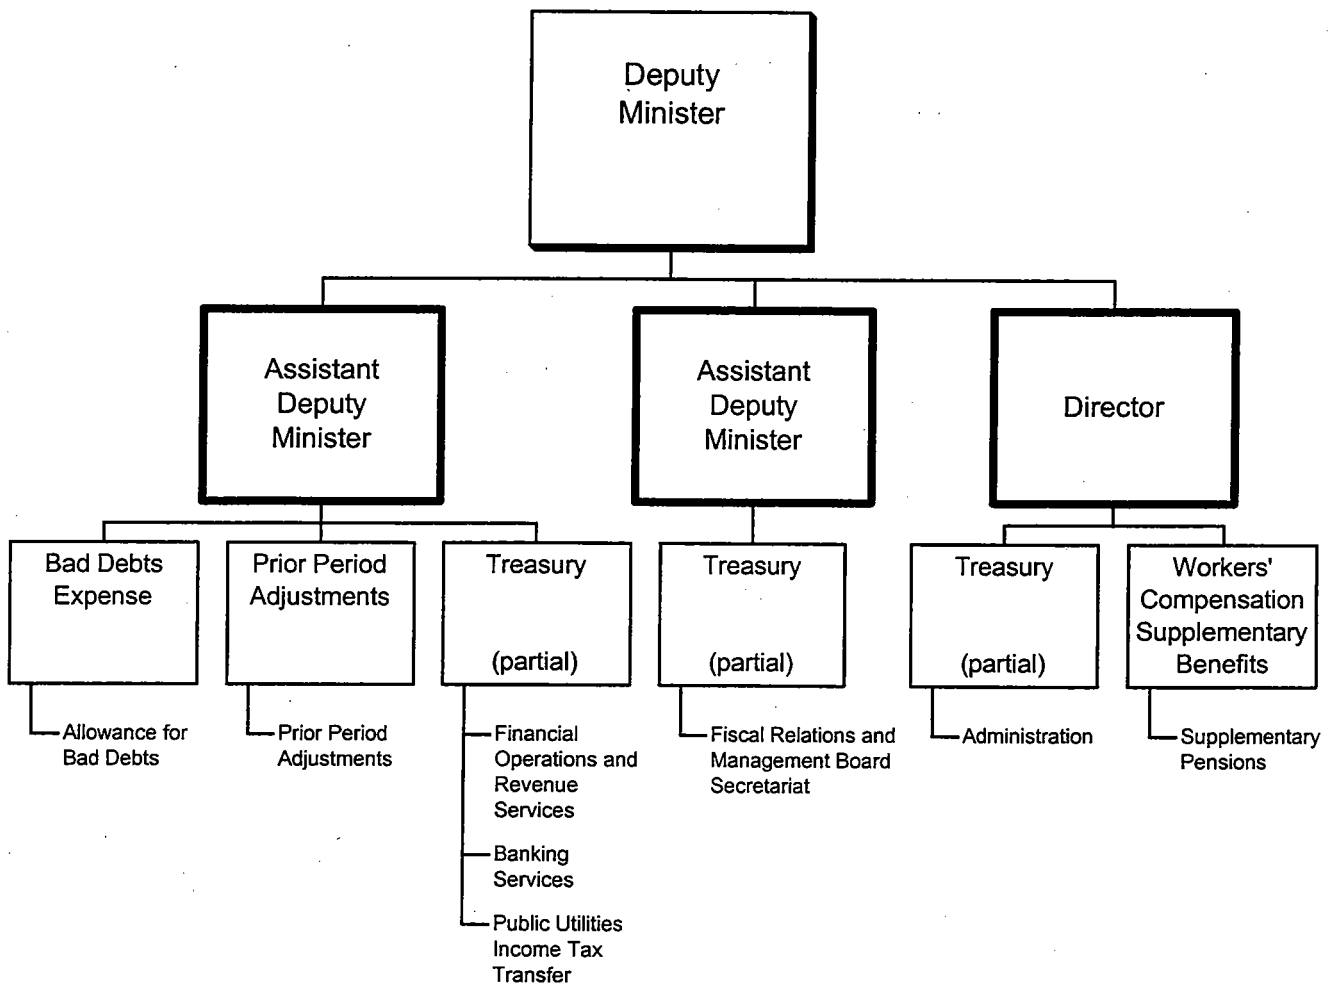 Deputy
Minister
Assistant
Deputy
Minister
Assistant
Deputy
Minister
Director
Bad Debts
Expense
Prior Period
Adjustments
Treasury
(partial)
Treasury
(partial)
Treasury
(partial)
Workers'
Compensation
Supplementary
Benefits
Allowance for
Bad Debts
Prior Period
Adjustments
Financial
Operations and
Revenue
Services
Banking
Services
Public Utilities
Income Tax
Transfer
Fiscal Relations and
Management Board
Secretariat
Administration
Supplementary
Pensions